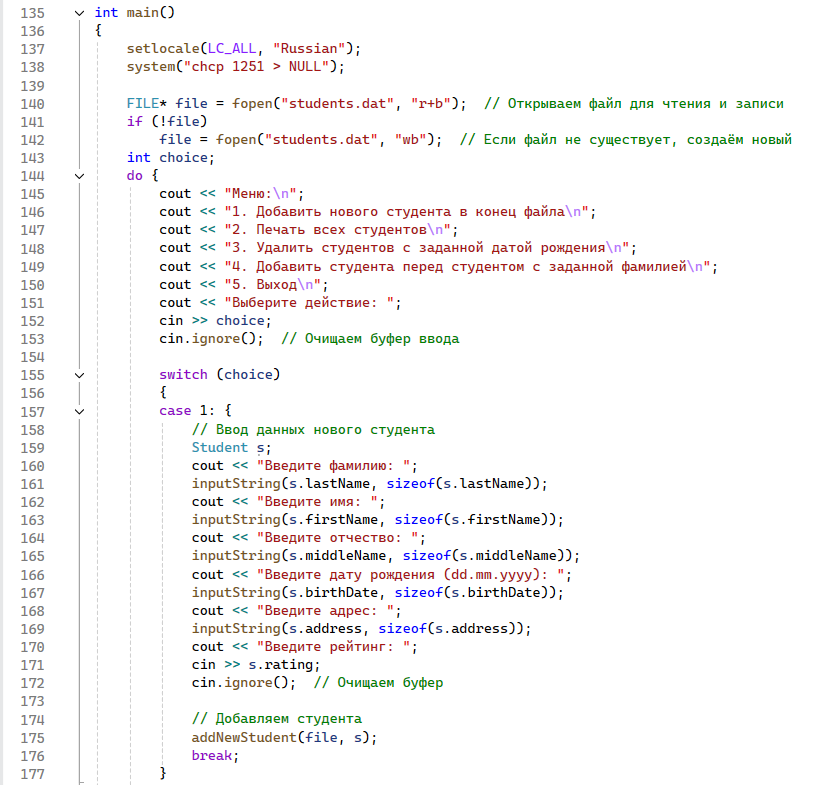 135 int main()
136 {
137 setlocale(LC_ALL, "Russian");
138 system("chcp 1251 > NULL");
139
140 FILE* file = fopen("students.dat", "r+b"); // Открываем файл для чтения и записи
141 if (!file)
142 file = fopen("students.dat", "wb"); // Если файл не существует, создаём новый
143 int choice;
144 do {
145 cout << "Меню:\n";
146 cout << "1. Добавить нового студента в конец файла\n";
147 cout << "2. Печать всех студентов\n";
148 cout << "3. Удалить студентов с заданной датой рождения\n";
149 cout << "4. Добавить студента перед студентом с заданной фамилией\n";
150 cout << "5. Выход\n";
151 cout << "Выберите действие: ";
152 cin >> choice;
153 cin.ignore(); // Очищаем буфер ввода
154
155 switch (choice)
156 {
157 case 1: {
158 // Ввод данных нового студента
159 Student s;
160 cout << "Введите фамилию: ";
161 inputString(s.lastName, sizeof(s.lastName));
162 cout << "Введите имя: ";
163 inputString(s.firstName, sizeof(s.firstName));
164 cout << "Введите отчество: ";
165 inputString(s.middleName, sizeof(s.middleName));
166 cout << "Введите дату рождения (dd.mm.yyyy): ";
167 inputString(s.birthDate, sizeof(s.birthDate));
168 cout << "Введите адрес: ";
169 inputString(s.address, sizeof(s.address));
170 cout << "Введите рейтинг: ";
171 cin >> s.rating;
172 cin.ignore(); // Очищаем буфер
173
174 // Добавляем студента
175 addNewStudent(file, s);
176 break;
177 }